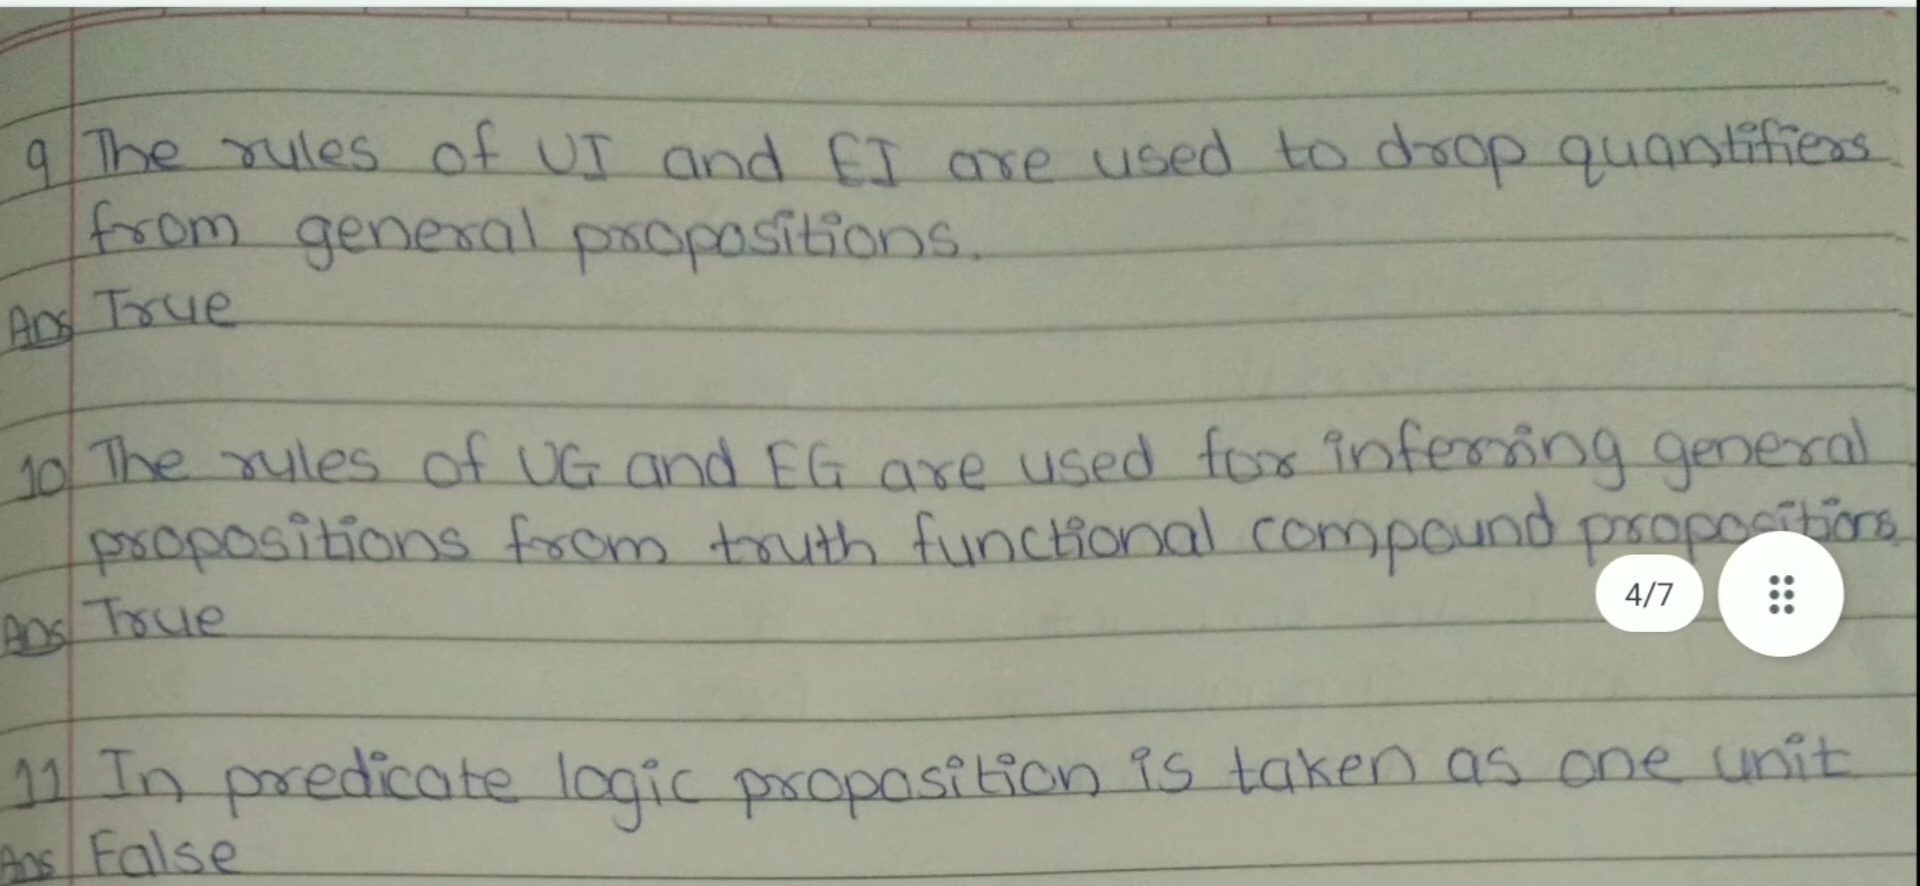 9 The rules of UI and EI are used to drop quantifiers
from general propositions.
Ans True
10 The rules of UG and EG are used for inferring general
propositions from truth functional compound propositions
4/7
Ans True
11 In predicate logic proposition is taken as one unit
Ans False